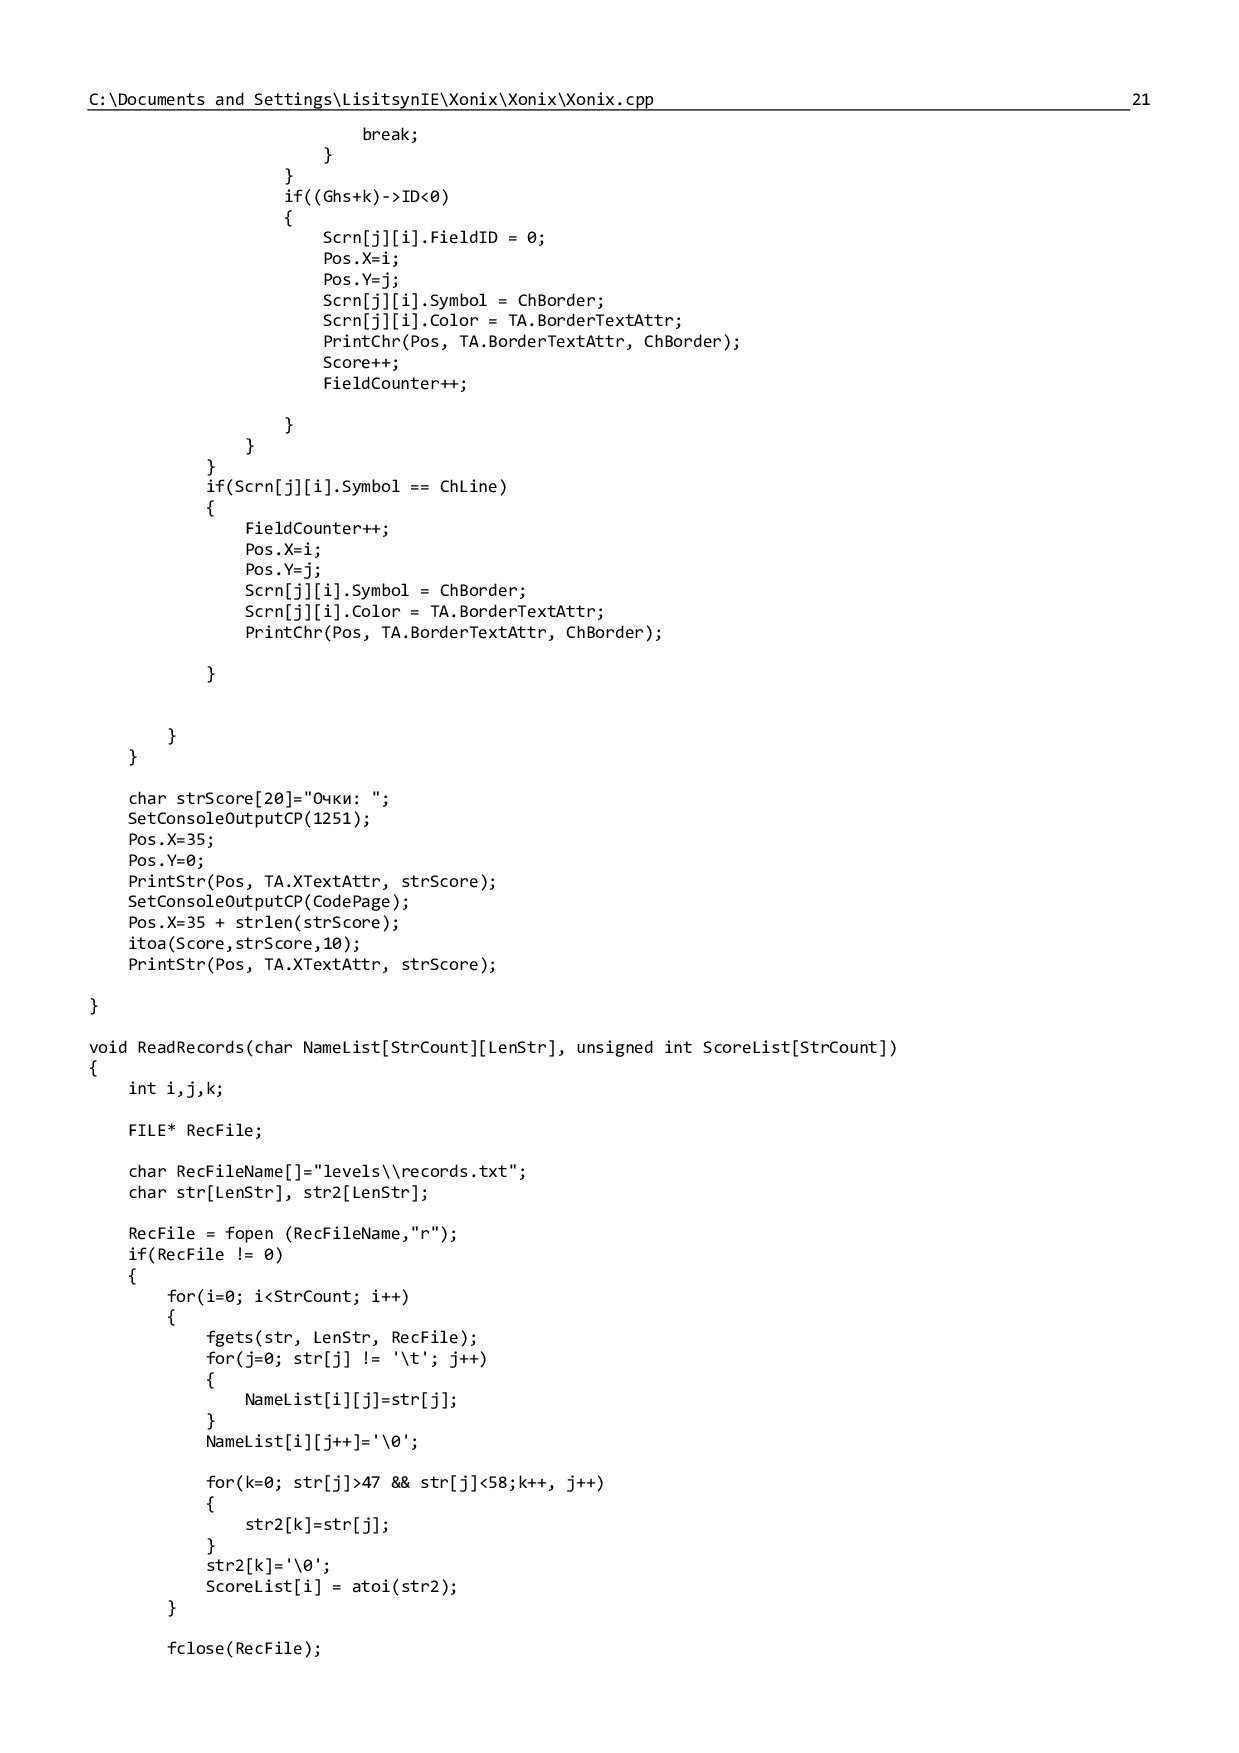 C:\Documents and Settings\LisitsynIE\Xonix\Xonix\Xonix.cpp 21
                            break;
                        }
                    }
                    if((Ghs+k)->ID<0)
                    {
                        Scrn[j][i].FieldID = 0;
                        Pos.X=i;
                        Pos.Y=j;
                        Scrn[j][i].Symbol = ChBorder;
                        Scrn[j][i].Color = TA.BorderTextAttr;
                        PrintChr(Pos, TA.BorderTextAttr, ChBorder);
                        Score++;
                        FieldCounter++;

                    }
                }
            }
            if(Scrn[j][i].Symbol == ChLine)
            {
                FieldCounter++;
                Pos.X=i;
                Pos.Y=j;
                Scrn[j][i].Symbol = ChBorder;
                Scrn[j][i].Color = TA.BorderTextAttr;
                PrintChr(Pos, TA.BorderTextAttr, ChBorder);

            }


        }
    }

    char strScore[20]="Очки: ";
    SetConsoleOutputCP(1251);
    Pos.X=35;
    Pos.Y=0;
    PrintStr(Pos, TA.XTextAttr, strScore);
    SetConsoleOutputCP(CodePage);
    Pos.X=35 + strlen(strScore);
    itoa(Score,strScore,10);
    PrintStr(Pos, TA.XTextAttr, strScore);

}

void ReadRecords(char NameList[StrCount][LenStr], unsigned int ScoreList[StrCount])
{
    int i,j,k;

    FILE* RecFile;

    char RecFileName[]="levels\\records.txt";
    char str[LenStr], str2[LenStr];

    RecFile = fopen (RecFileName,"r");
    if(RecFile != 0)
    {
        for(i=0; i<StrCount; i++)
        {
            fgets(str, LenStr, RecFile);
            for(j=0; str[j] != '\t'; j++)
            {
                NameList[i][j]=str[j];
            }
            NameList[i][j++]='\0';

            for(k=0; str[j]>47 && str[j]<58;k++, j++)
            {
                str2[k]=str[j];
            }
            str2[k]='\0';
            ScoreList[i] = atoi(str2);
        }

        fclose(RecFile);